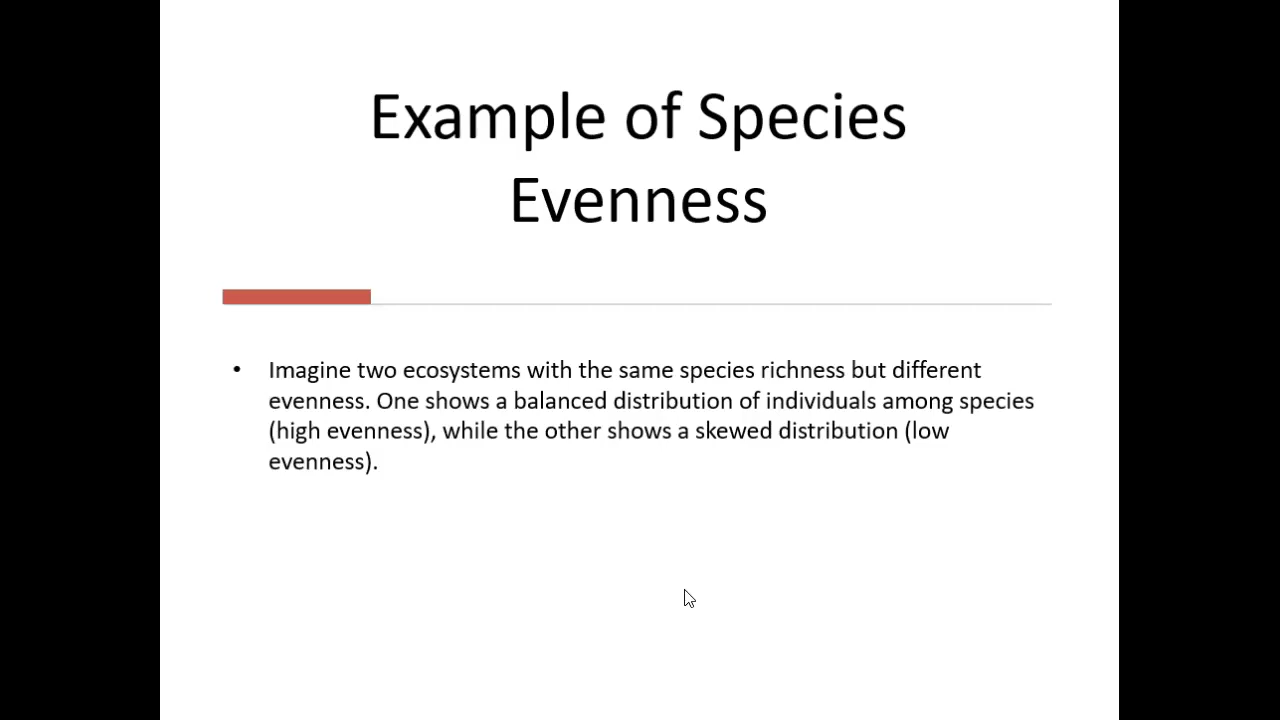 Example of Species
Evenness
• Imagine two ecosystems with the same species richness but different
evenness. One shows a balanced distribution of individuals among species
(high evenness), while the other shows a skewed distribution (low
evenness).